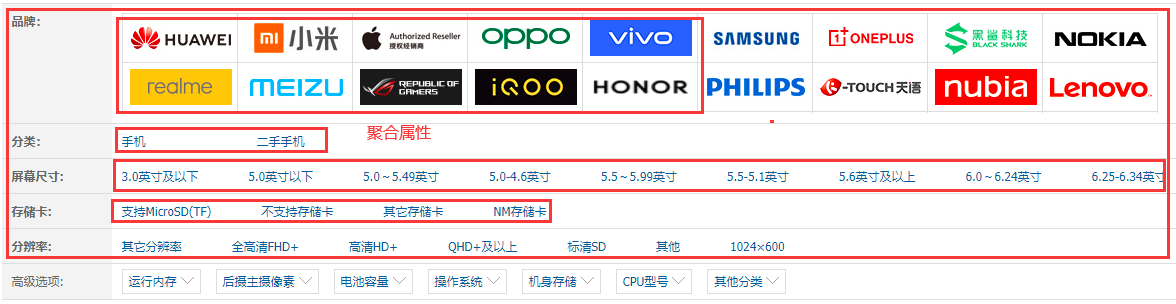 品牌: HUAWEI 小米 Authorized Reseller 授权经销商 OPPO vivo SAMSUNG 1+ ONEPLUS 黑鲨科技 BLACK SHARK NOKIA
realme MEIZU REPUBLIC OF GAMERS iQOO HONOR PHILIPS K-TOUCH天语 nubia Lenovo
聚合属性
分类: 手机 二手手机
屏幕尺寸: 3.0英寸及以下 5.0英寸以下 5.0~5.49英寸 5.0-4.6英寸 5.5~5.99英寸 5.5-5.1英寸 5.6英寸及以上 6.0~6.24英寸 6.25-6.34英寸
存储卡: 支持MicroSD(TF) 不支持存储卡 其它存储卡 NM存储卡
分辨率: 其它分辨率 全高清FHD+ 高清HD+ QHD+及以上 标清SD 其他 1024×600
高级选项: 运行内存 后摄主摄像素 电池容量 操作系统 机身存储 CPU型号 其他分类